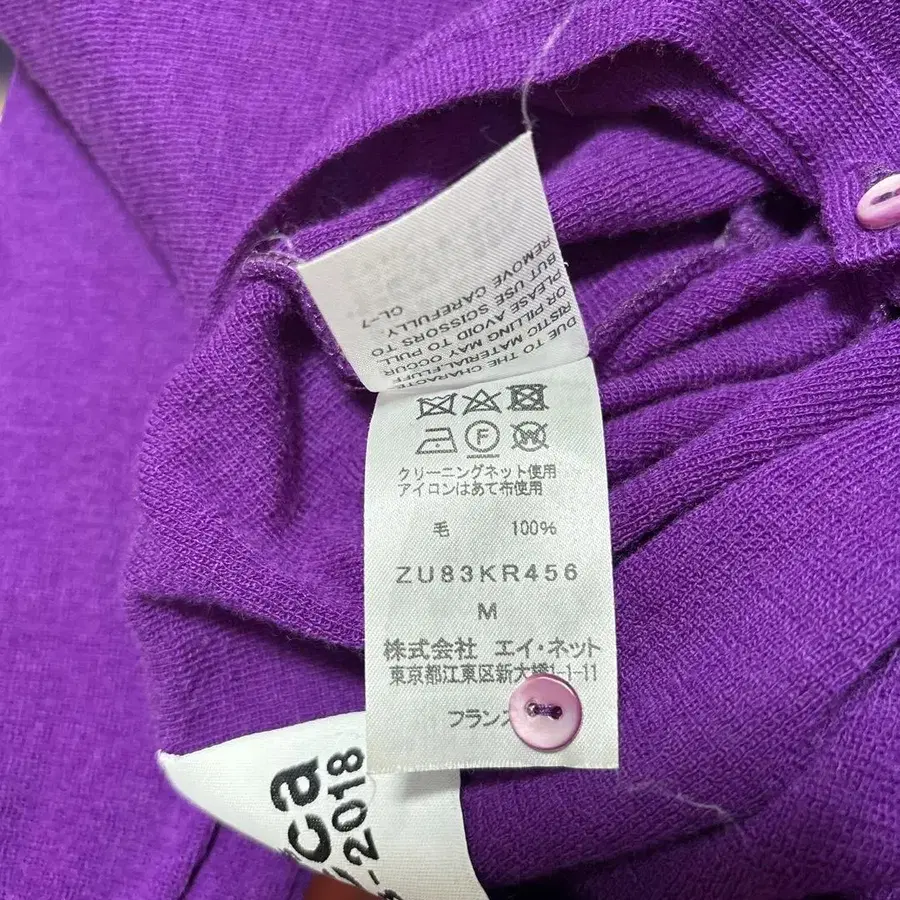 DUE TO THE CHARACTE
RISTIC PILLING MAY OCCUR
OR PLEASE AVOID TO PULL
BUT USE SCISSORS TO
REMOVE CAREFULLY.
CL-7
F
W
クリーニングネット使用
アイロンはあて布使用
毛 100%
ZU83KR456
M
株式会社 エイ・ネット
東京都江東区新大橋1-1-11
フランス
ca
-2018